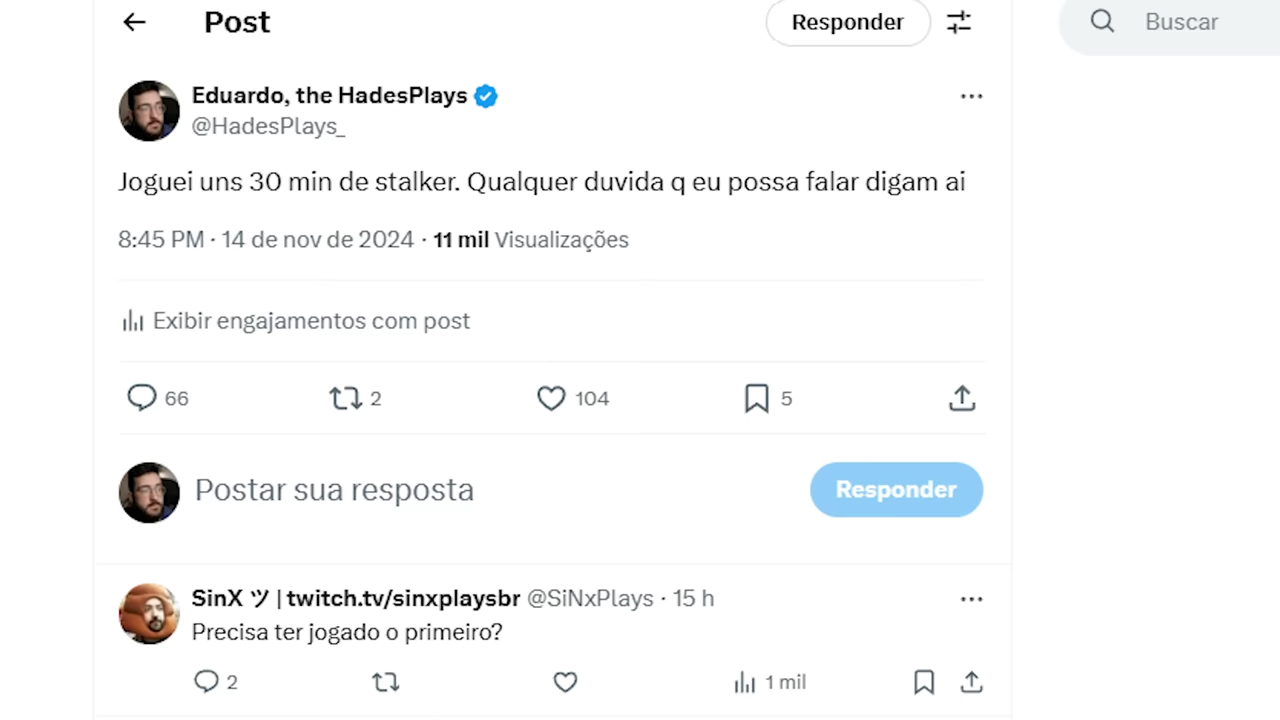 Post
Responder
Buscar
Eduardo, the HadesPlays
@HadesPlays_
Joguei uns 30 min de stalker. Qualquer duvida q eu possa falar digam ai
8:45 PM · 14 de nov de 2024 · 11 mil Visualizações
Exibir engajamentos com post
66 2 104 5
Postar sua resposta
Responder
SinX ツ | twitch.tv/sinxplaysbr @SiNxPlays · 15 h
Precisa ter jogado o primeiro?
2 1 mil